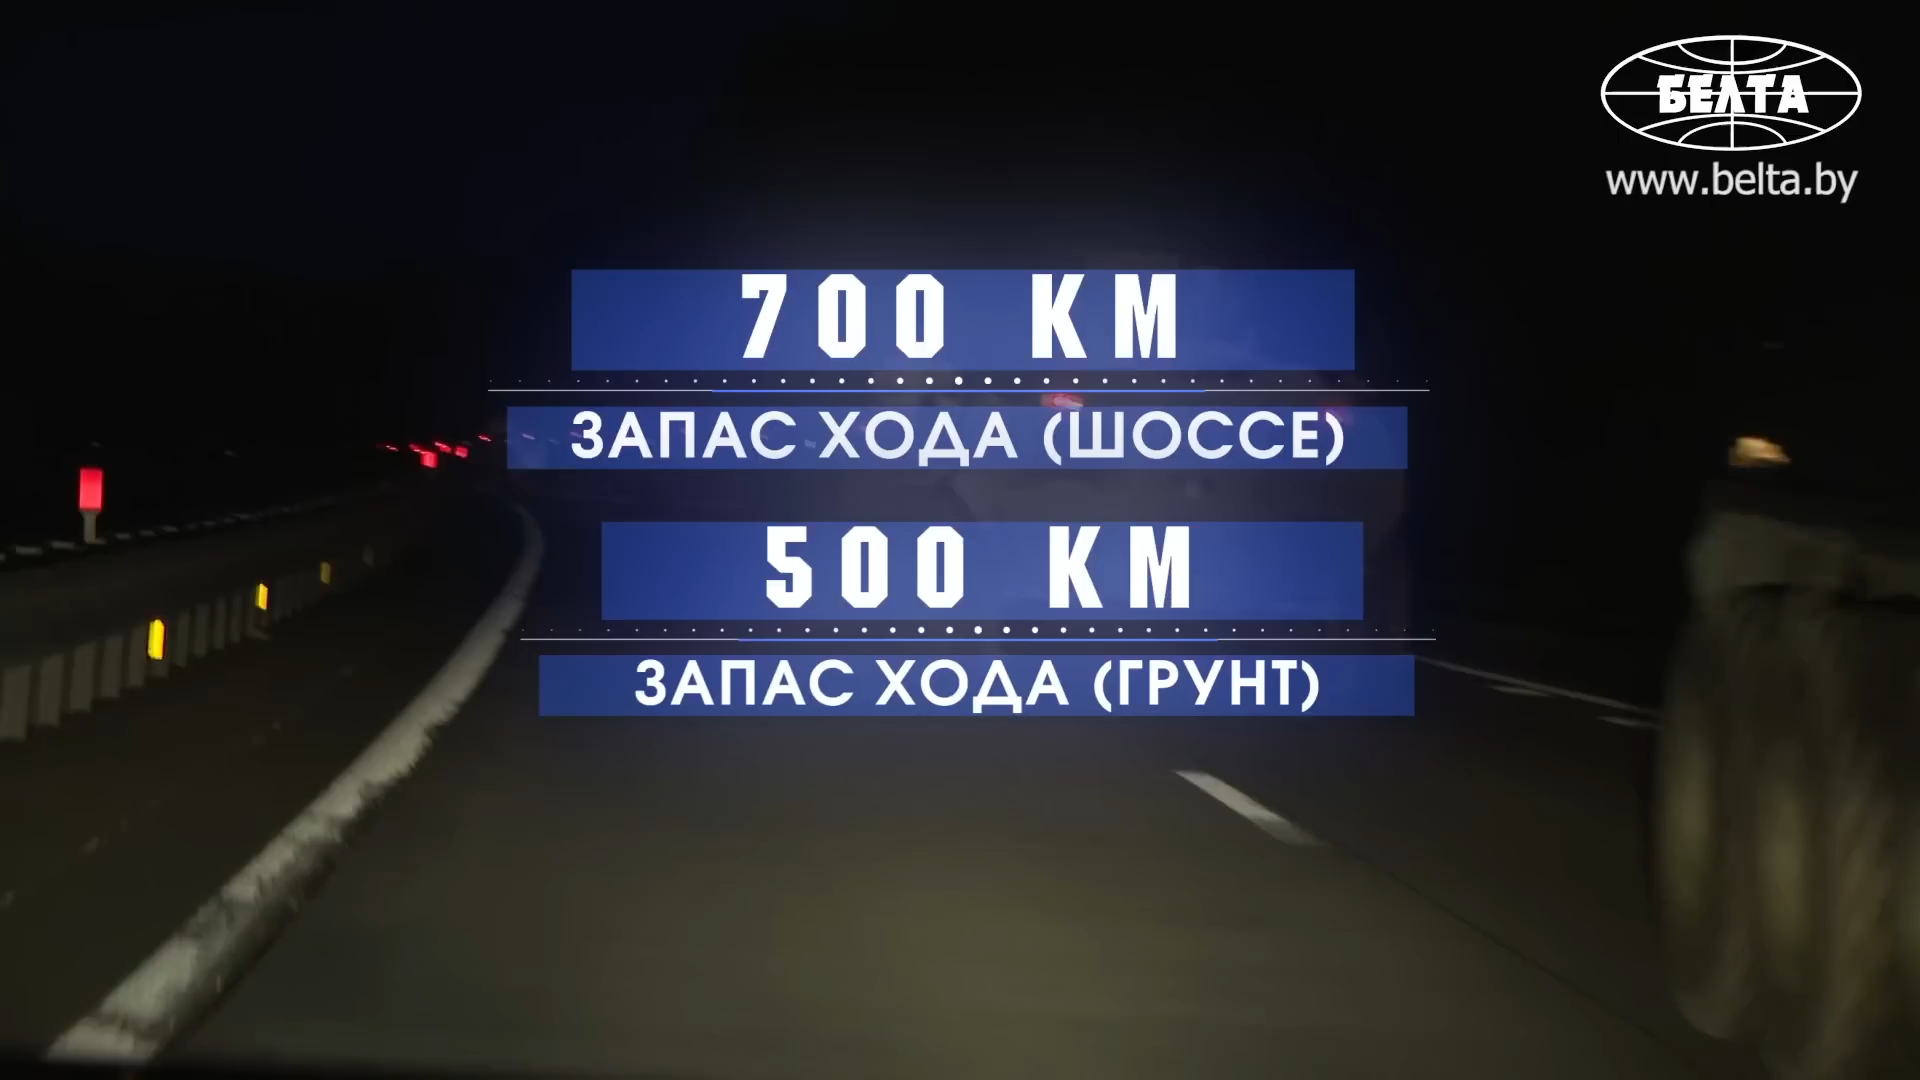 БЕЛТА
www.belta.by
700 КМ
ЗАПАС ХОДА (ШОССЕ)
500 КМ
ЗАПАС ХОДА (ГРУНТ)